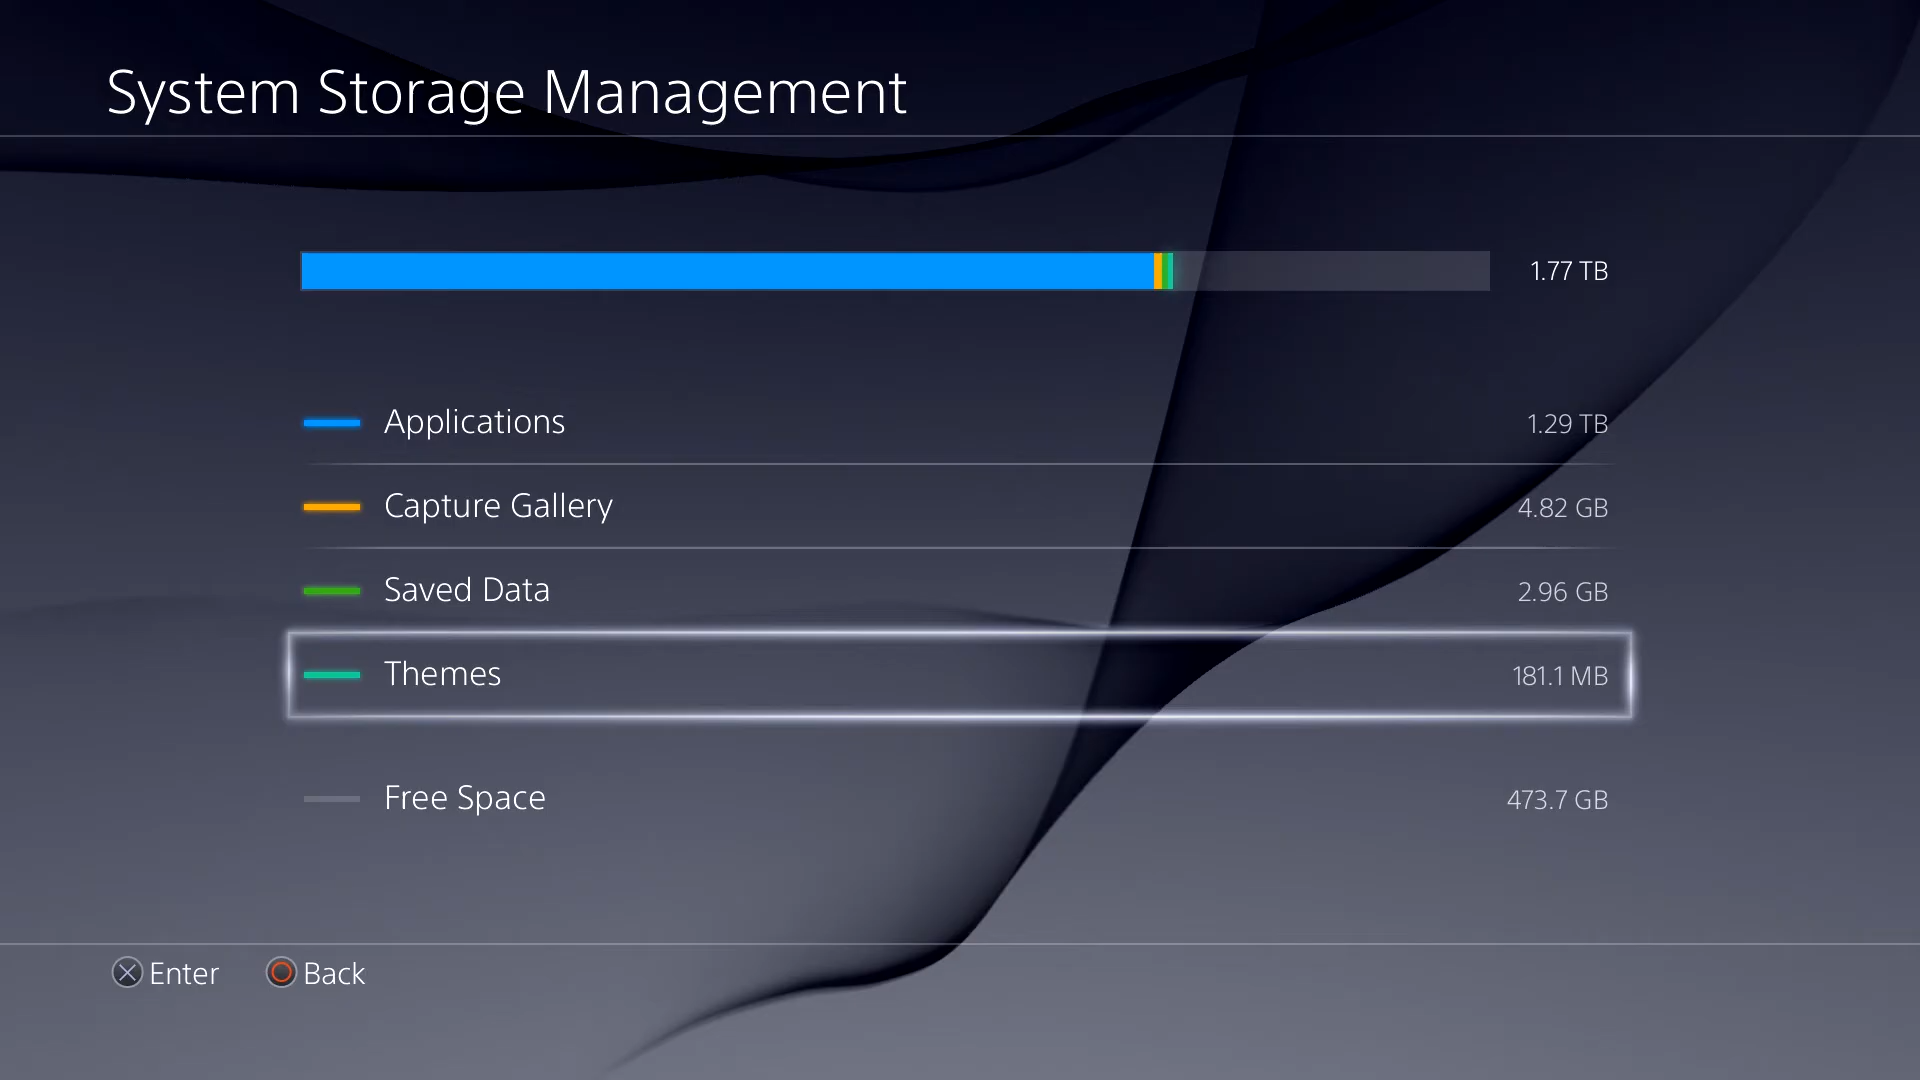 System Storage Management
1.77 TB
Applications 1.29 TB
Capture Gallery 4.82 GB
Saved Data 2.96 GB
Themes 181.1 MB
Free Space 473.7 GB
Enter Back